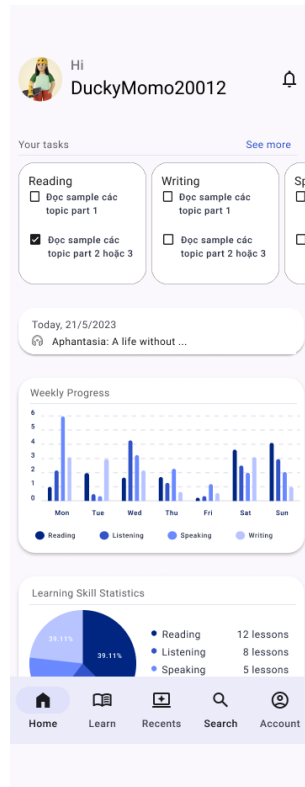 Hi
DuckyMomo20012
Your tasks
See more
Reading
Đọc sample các
topic part 1
Đọc sample các
topic part 2 hoặc 3
Writing
Đọc sample các
topic part 1
Đọc sample các
topic part 2 hoặc 3
Sp
Today, 21/5/2023
Aphantasia: A life without ...
Weekly Progress
6
5
4
3
2
1
0
Mon Tue Wed Thu Fri Sat Sun
Reading Listening Speaking Writing
Learning Skill Statistics
39.11%
39.11%
Reading 12 lessons
Listening 8 lessons
Speaking 5 lessons
Home Learn Recents Search Account